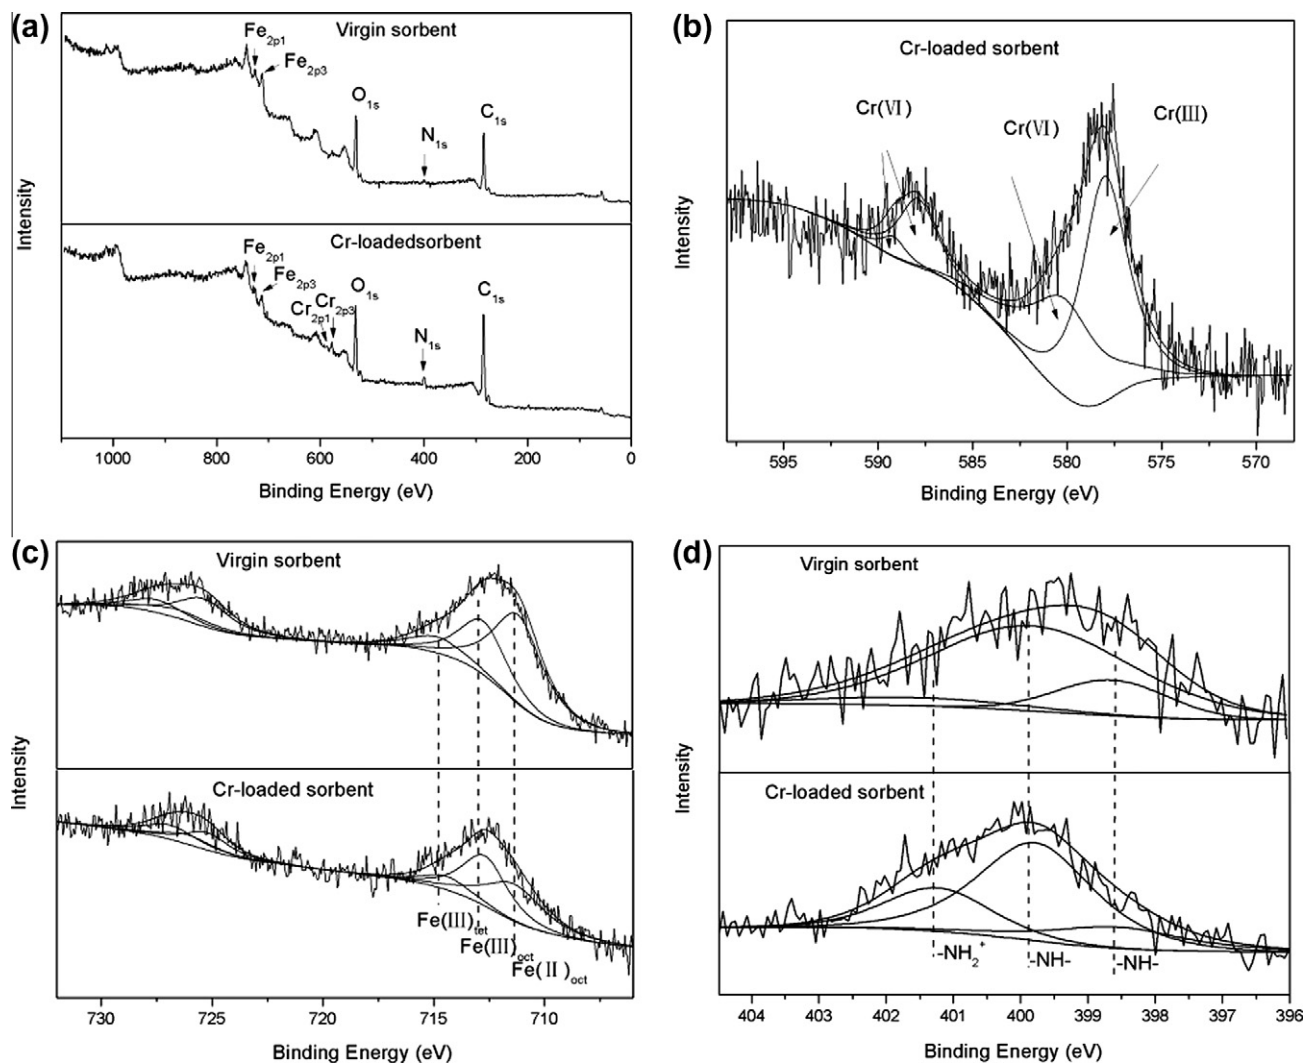 (a)
Virgin sorbent
Fe2p1
Fe2p3
O1s
N1s
C1s
Cr-loadedsorbent
Fe2p1
Fe2p3
Cr2p1
Cr2p3
O1s
N1s
C1s
Intensity
1000 800 600 400 200 0
Binding Energy (eV)
(b)
Cr-loaded sorbent
Cr(VI)
Cr(VI)
Cr(III)
Intensity
595 590 585 580 575 570
Binding Energy (eV)
(c)
Virgin sorbent
Cr-loaded sorbent
Fe(III)tet
Fe(III)oct
Fe(II)oct
Intensity
730 725 720 715 710
Binding Energy (eV)
(d)
Virgin sorbent
Cr-loaded sorbent
-NH2+
-NH-
-NH-
Intensity
404 403 402 401 400 399 398 397 396
Binding Energy (eV)